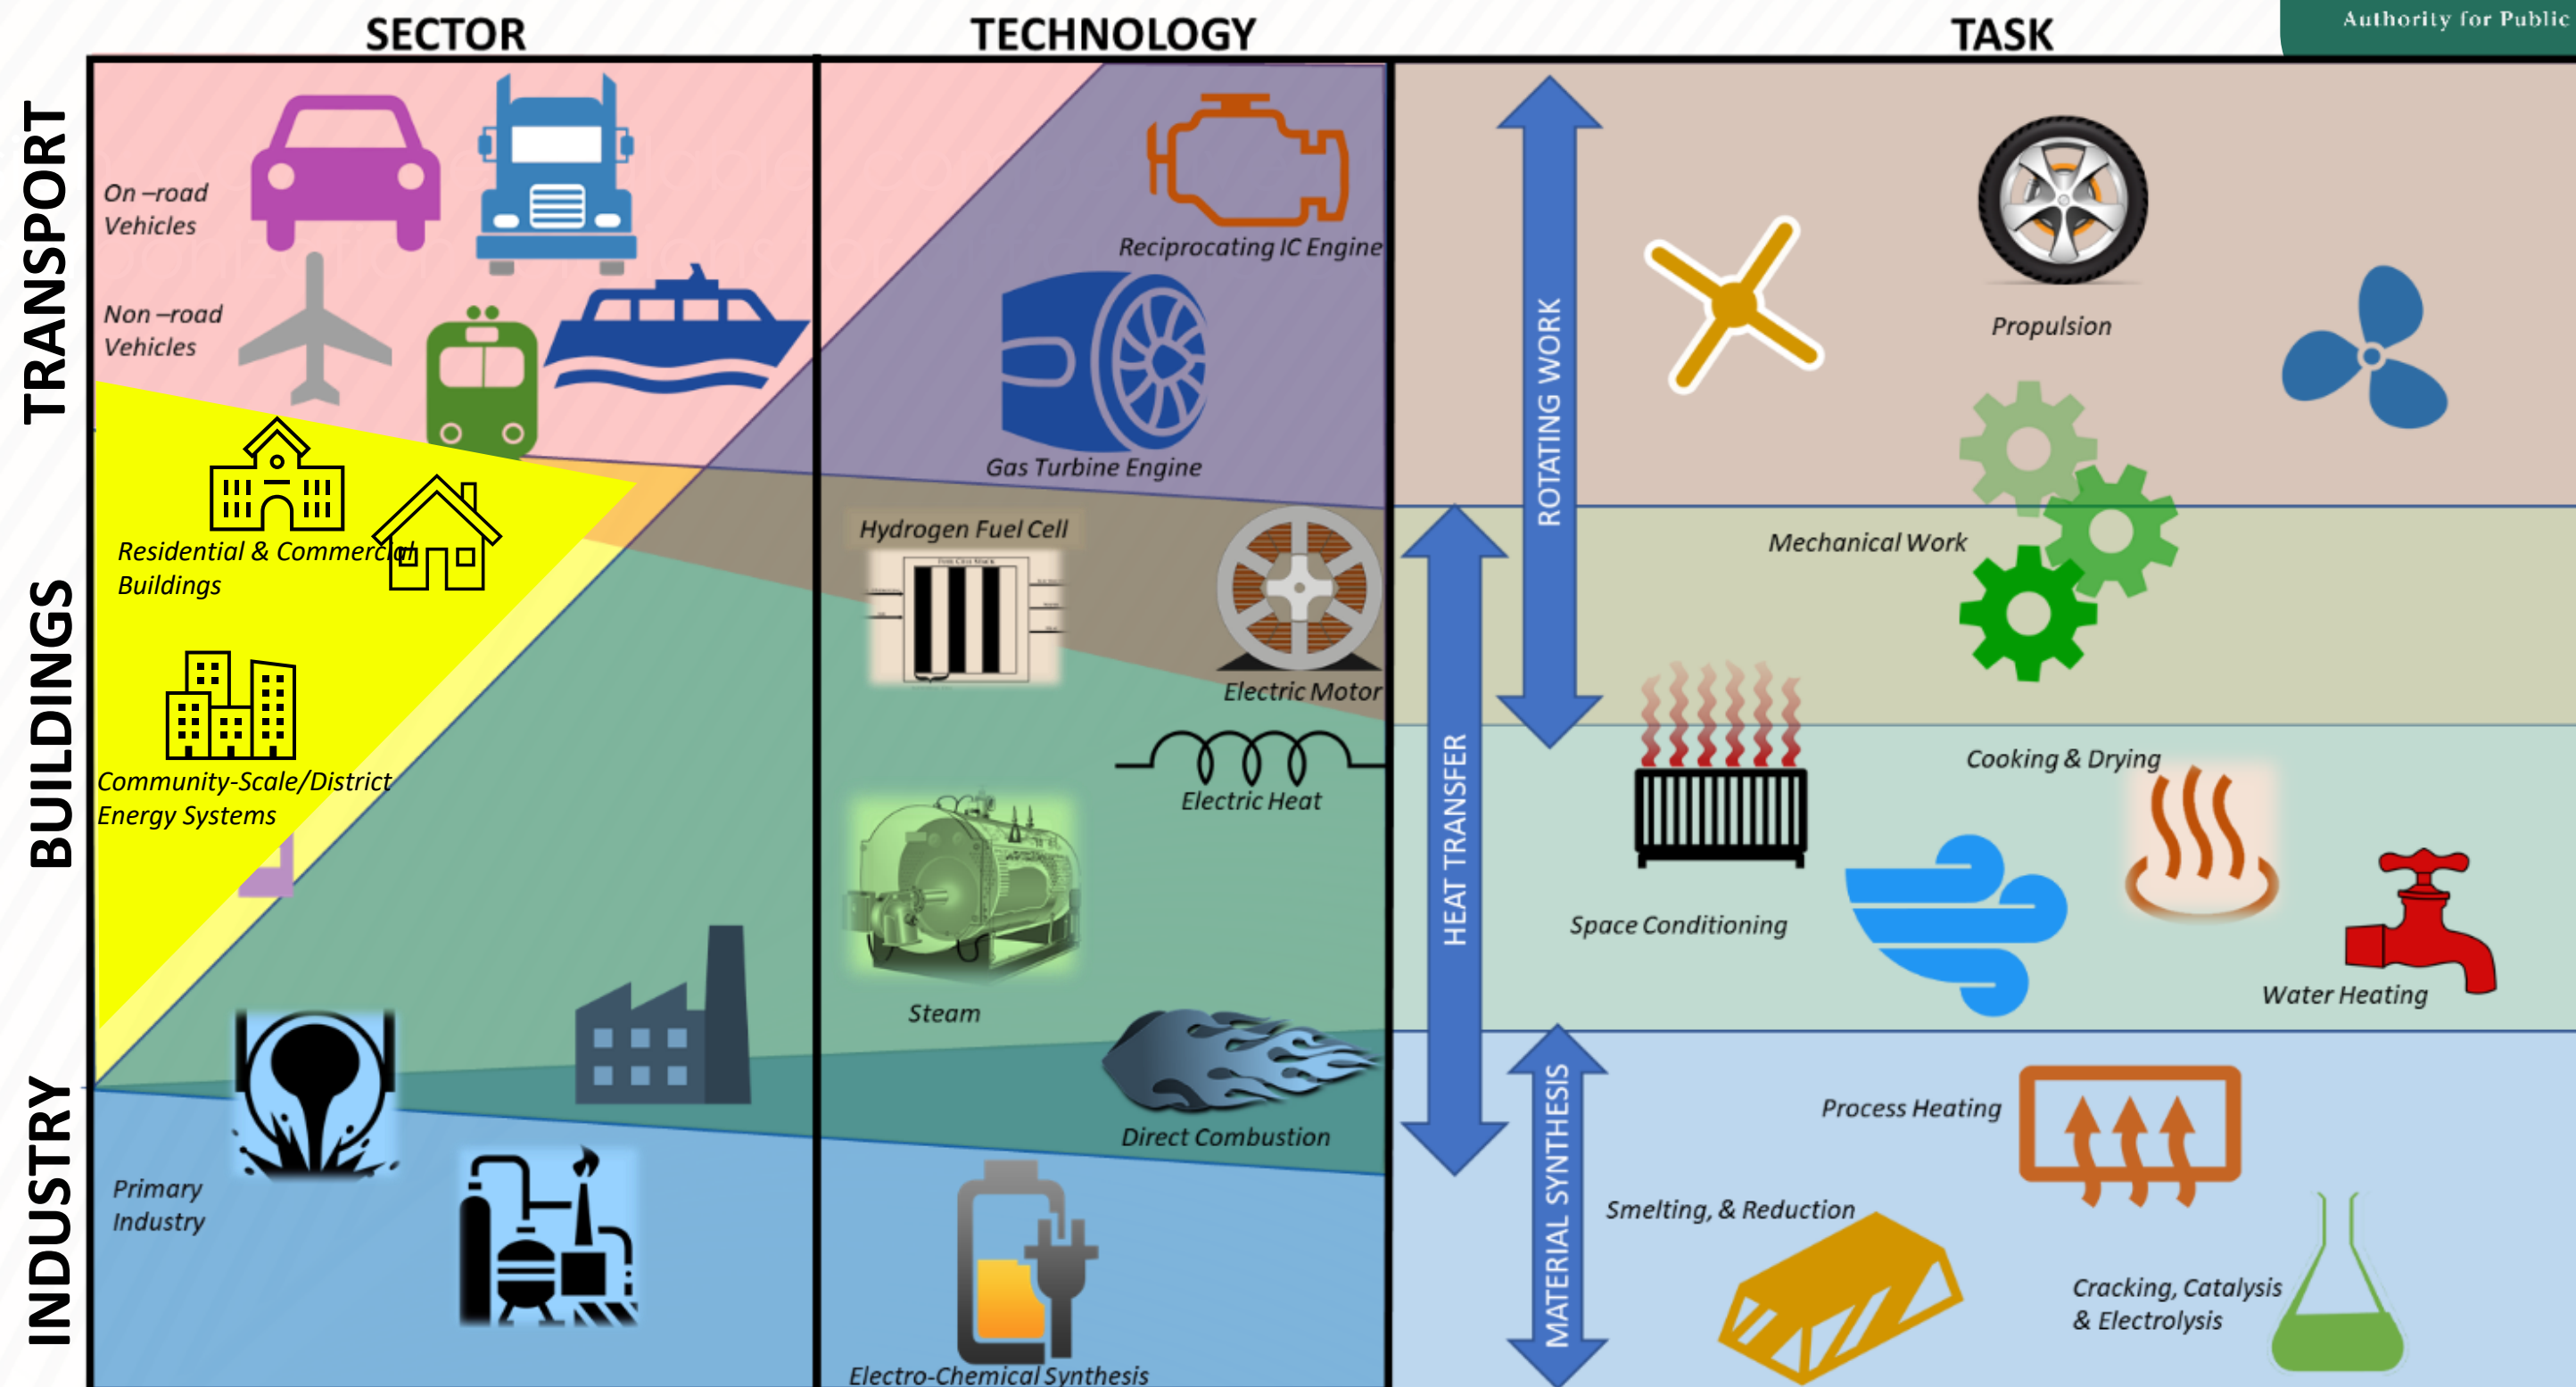 SECTOR
TECHNOLOGY
TASK
Authority for Public
TRANSPORT
On –road
Vehicles
Non –road
Vehicles
Reciprocating IC Engine
Gas Turbine Engine
ROTATING WORK
Propulsion
BUILDINGS
Residential & Commercial
Buildings
Community-Scale/District
Energy Systems
Hydrogen Fuel Cell
FUEL CELL STACK
Electric Motor
Electric Heat
Steam
HEAT TRANSFER
Mechanical Work
Cooking & Drying
Space Conditioning
Water Heating
INDUSTRY
Primary
Industry
Direct Combustion
Electro-Chemical Synthesis
MATERIAL SYNTHESIS
Process Heating
Smelting, & Reduction
Cracking, Catalysis
& Electrolysis